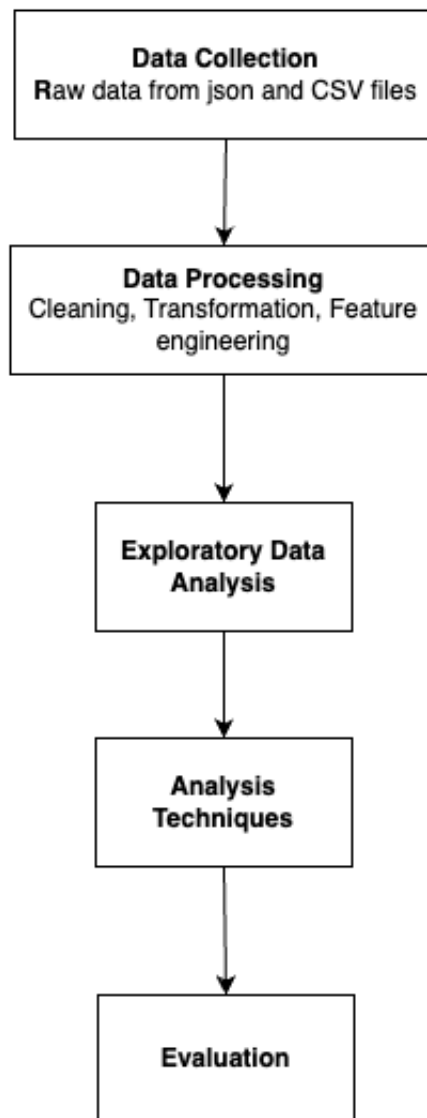 Data Collection
Raw data from json and CSV files
Data Processing
Cleaning, Transformation, Feature
engineering
Exploratory Data
Analysis
Analysis
Techniques
Evaluation